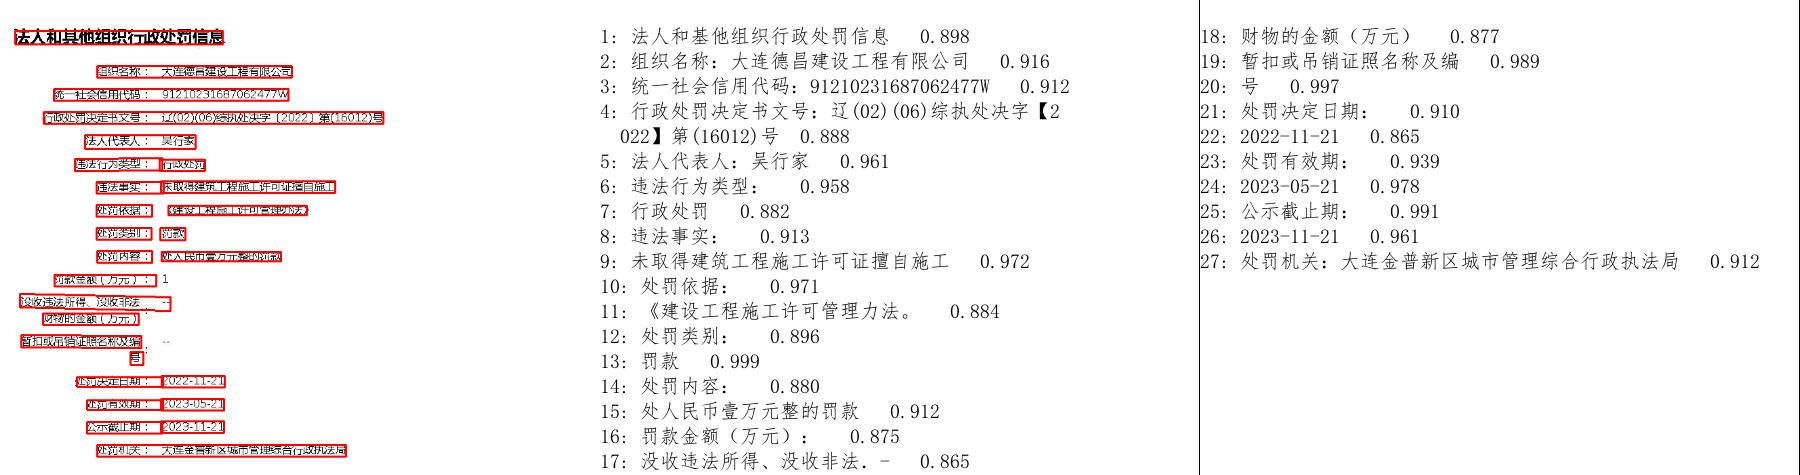 法人和其他组织行政处罚信息
组织名称： 大连德昌建设工程有限公司
统一社会信用代码： 91210231687062477W
行政处罚决定书文号： 辽(02)(06)综执处决字〔2022〕第(16012)号
法人代表人： 吴行家
违法行为类型： 行政处罚
违法事实： 未取得建筑工程施工许可证擅自施工
处罚依据： 《建设工程施工许可管理办法》
处罚类别： 罚款
处罚内容： 处人民币壹万元整的罚款
罚款金额（万元）： 1
没收违法所得、没收非法
财物的金额（万元）： --
暂扣或吊销证照名称及编
号： --
处罚决定日期： 2022-11-21
处罚有效期： 2023-05-21
公示截止期： 2023-11-21
处罚机关： 大连金普新区城市管理综合行政执法局
1: 法人和基他组织行政处罚信息 0.898
2: 组织名称: 大连德昌建设工程有限公司 0.916
3: 统一社会信用代码: 91210231687062477W 0.912
4: 行政处罚决定书文号: 辽(02)(06)综执处决字【2
022】第(16012)号 0.888
5: 法人代表人: 吴行家 0.961
6: 违法行为类型: 0.958
7: 行政处罚 0.882
8: 违法事实: 0.913
9: 未取得建筑工程施工许可证擅自施工 0.972
10: 处罚依据: 0.971
11: 《建设工程施工许可管理力法。 0.884
12: 处罚类别: 0.896
13: 罚款 0.999
14: 处罚内容: 0.880
15: 处人民币壹万元整的罚款 0.912
16: 罚款金额（万元）: 0.875
17: 没收违法所得、没收非法．- 0.865
18: 财物的金额（万元） 0.877
19: 暂扣或吊销证照名称及编 0.989
20: 号 0.997
21: 处罚决定日期: 0.910
22: 2022-11-21 0.865
23: 处罚有效期: 0.939
24: 2023-05-21 0.978
25: 公示截止期: 0.991
26: 2023-11-21 0.961
27: 处罚机关: 大连金普新区城市管理综合行政执法局 0.912